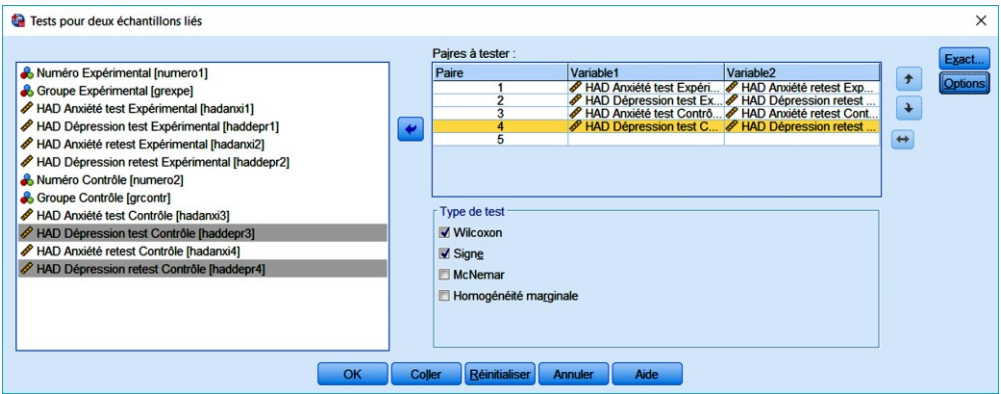 Tests pour deux échantillons liés
Numéro Expérimental [numero1]
Groupe Expérimental [grexpe]
HAD Anxiété test Expérimental [hadanxi1]
HAD Dépression test Expérimental [haddepr1]
HAD Anxiété retest Expérimental [hadanxi2]
HAD Dépression retest Expérimental [haddepr2]
Numéro Contrôle [numero2]
Groupe Contrôle [grcontr]
HAD Anxiété test Contrôle [hadanxi3]
HAD Dépression test Contrôle [haddepr3]
HAD Anxiété retest Contrôle [hadanxi4]
HAD Dépression retest Contrôle [haddepr4]
Paires à tester :
Paire Variable1 Variable2
1 HAD Anxiété test Expéri... HAD Anxiété retest Exp...
2 HAD Dépression test Ex... HAD Dépression retest ...
3 HAD Anxiété test Contrô... HAD Anxiété retest Cont...
4 HAD Dépression test C... HAD Dépression retest ...
5
Exact...
Options
Type de test
Wilcoxon
Signe
McNemar
Homogénéité marginale
OK Coller Réinitialiser Annuler Aide